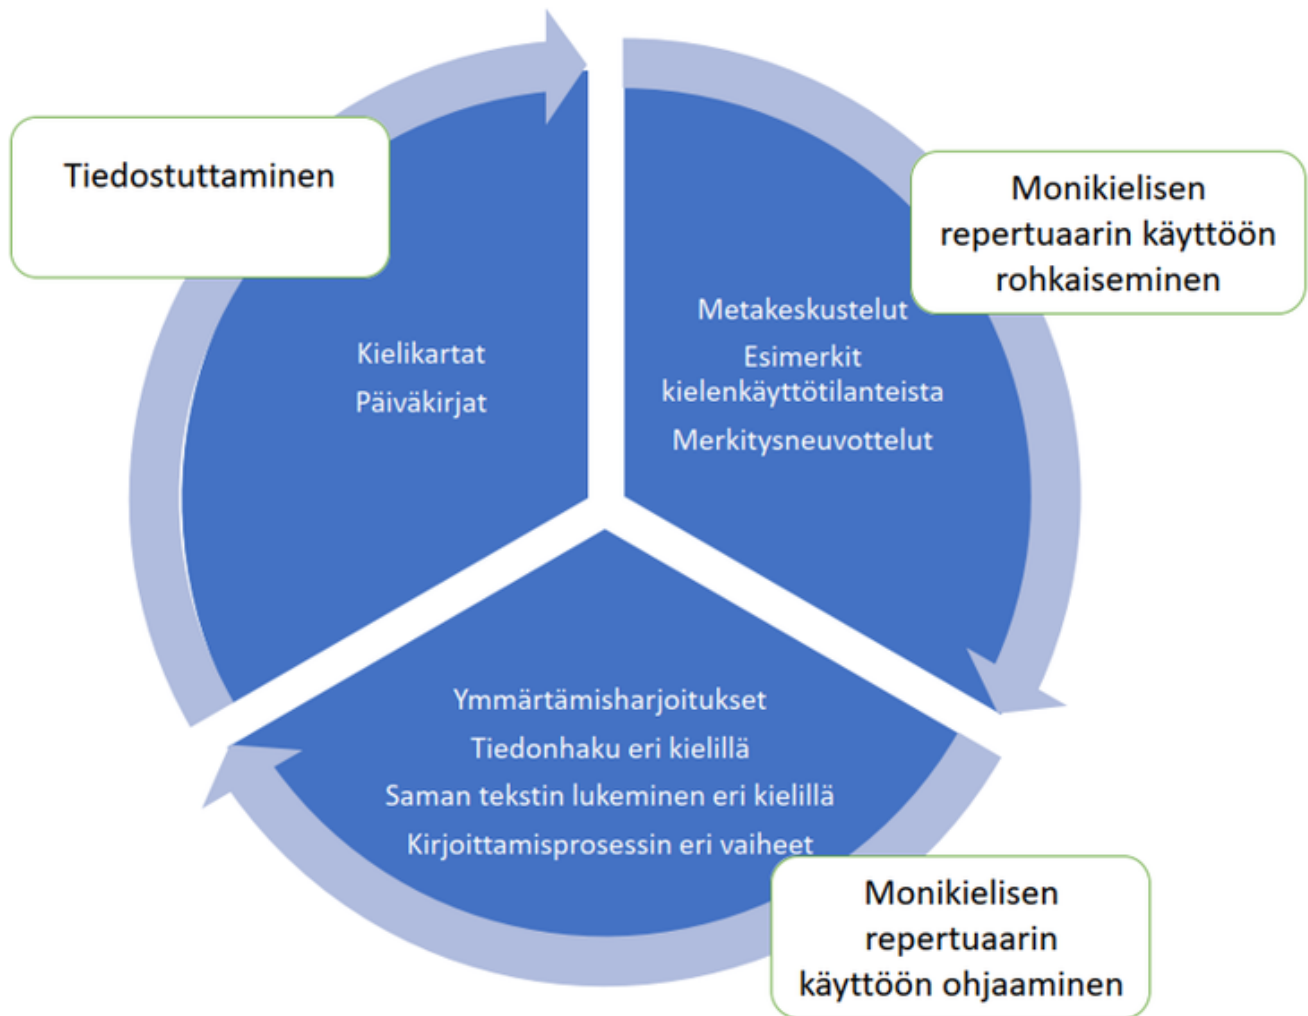 Tiedostuttaminen
Kielikartat
Päiväkirjat
Monikielisen
repertuaarin käyttöön
rohkaiseminen
Metakeskustelut
Esimerkit
kielenkäyttötilanteista
Merkitysneuvottelut
Ymmärtämisharjoitukset
Tiedonhaku eri kielillä
Saman tekstin lukeminen eri kielillä
Kirjoittamisprosessin eri vaiheet
Monikielisen
repertuaarin
käyttöön ohjaaminen